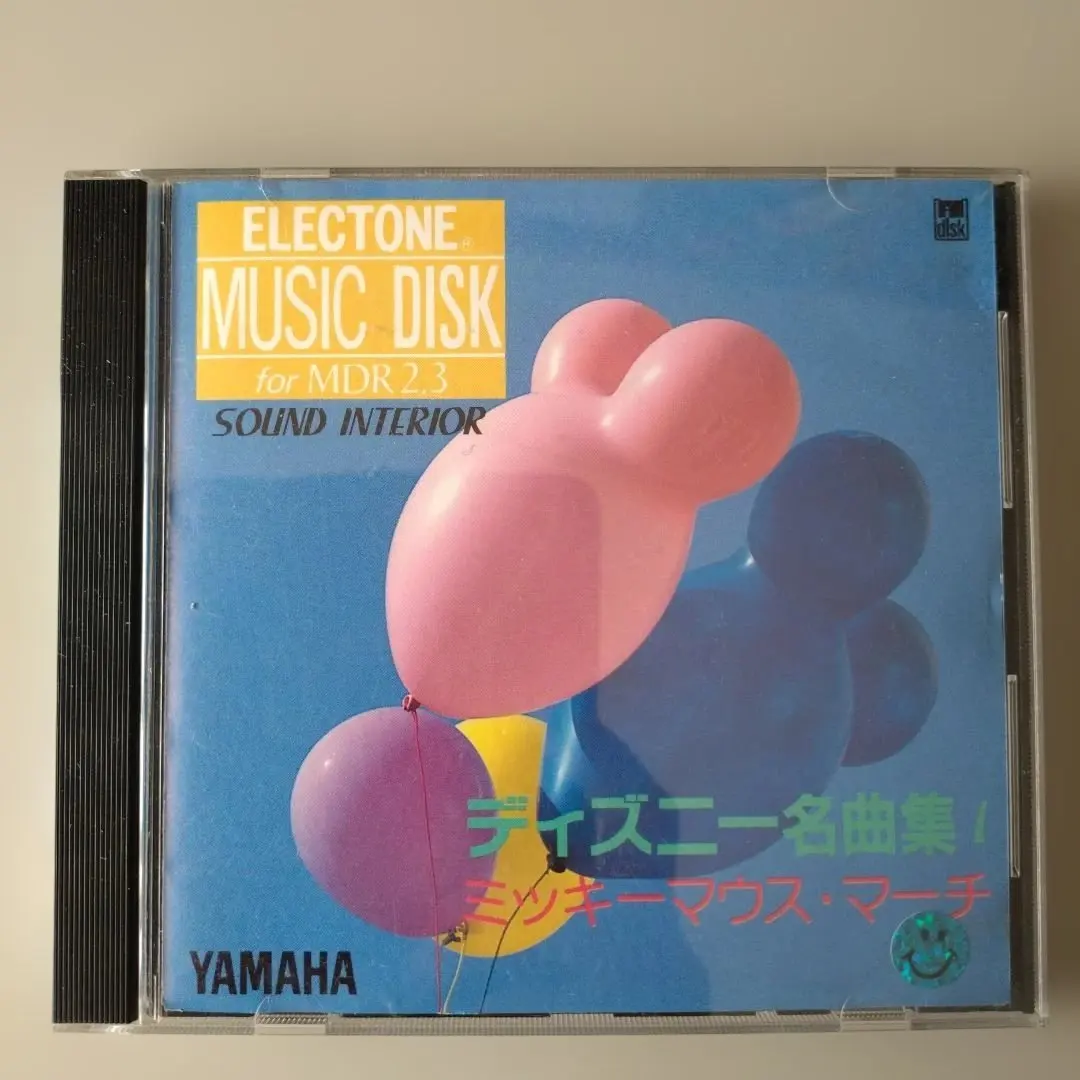 ELECTONE®
MUSIC DISK
for MDR 2.3
SOUND INTERIOR
disk
ディズニー名曲集1
ミッキーマウス・マーチ
YAMAHA